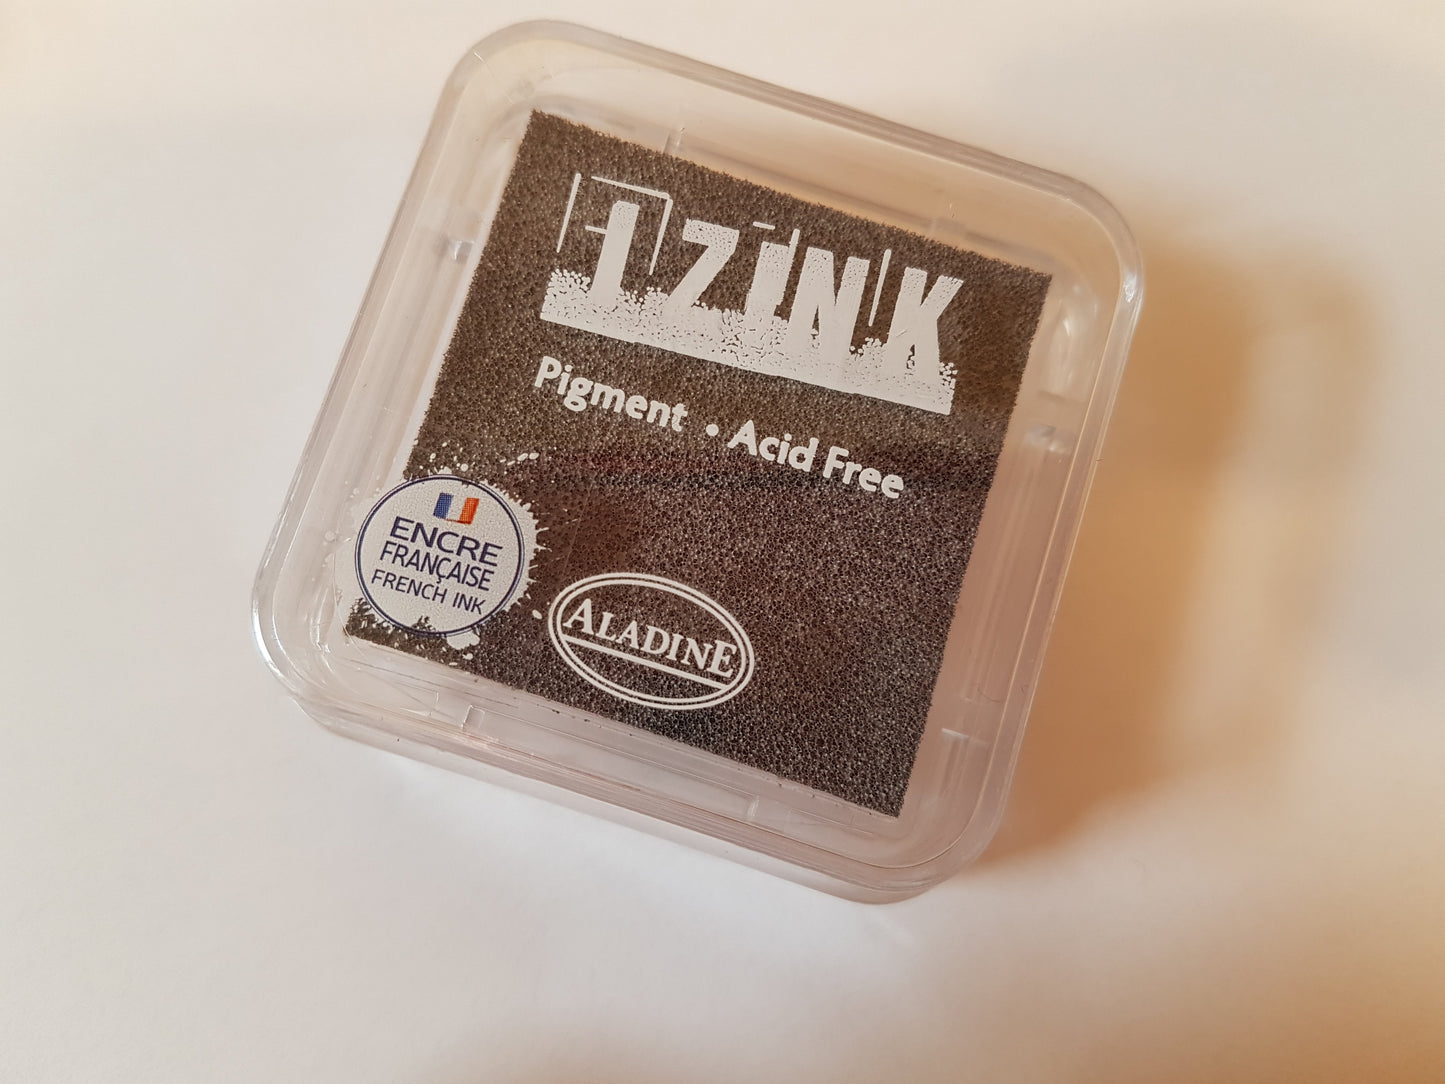 IZINK
Pigment . Acid Free
ENCRE
FRANÇAISE
FRENCH INK
ALADINE